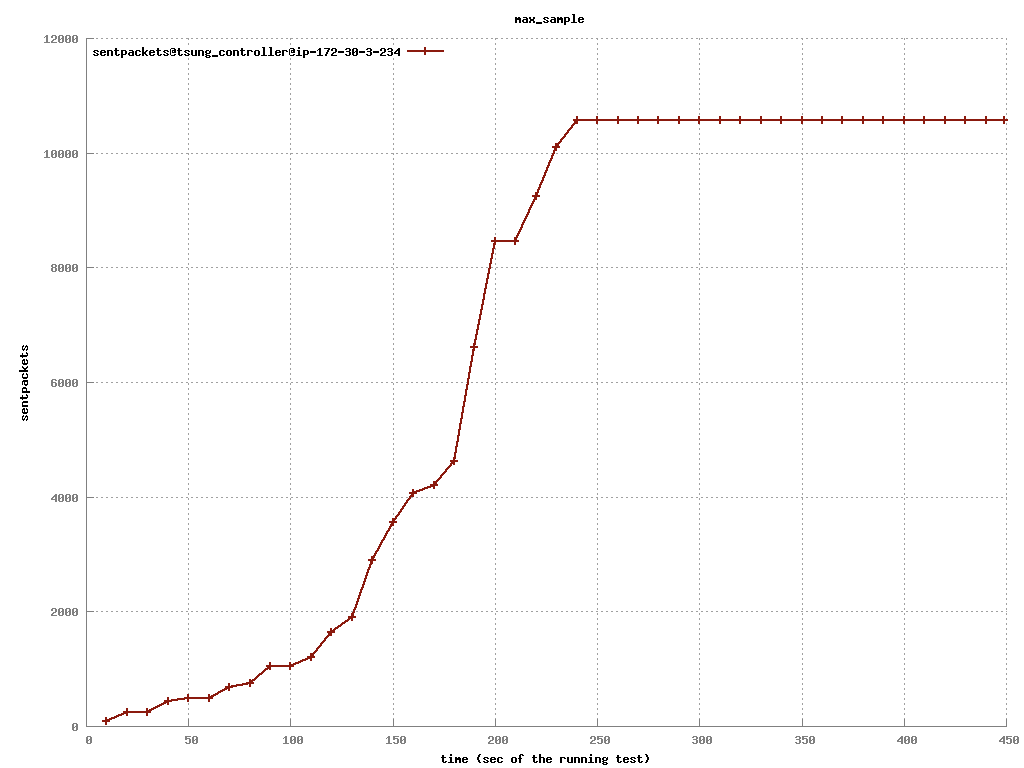 max_sample
sentpackets@tsung_controller@ip-172-30-3-234
12000
10000
8000
6000
4000
2000
0
sentpackets
0 50 100 150 200 250 300 350 400 450
time (sec of the running test)